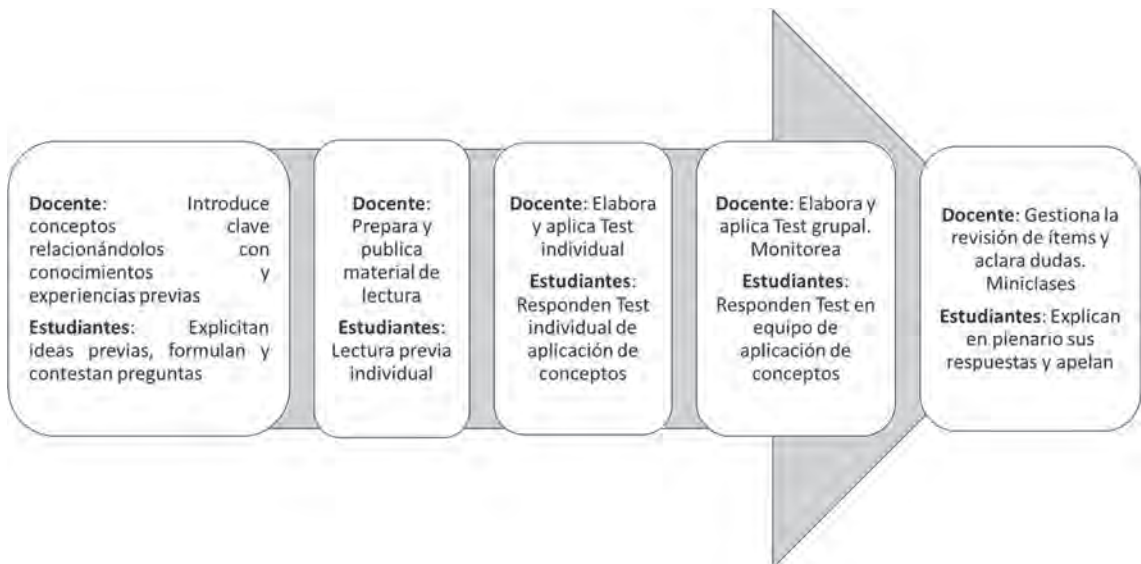 Docente: Introduce
conceptos clave
relacionándolos con
conocimientos y
experiencias previas
Estudiantes: Explicitan
ideas previas, formulan y
contestan preguntas
Docente:
Prepara y
publica
material de
lectura
Estudiantes:
Lectura previa
individual
Docente: Elabora
y aplica Test
individual
Estudiantes:
Responden Test
individual de
aplicación de
conceptos
Docente: Elabora y
aplica Test grupal.
Monitorea
Estudiantes:
Responden Test en
equipo de
aplicación de
conceptos
Docente: Gestiona la
revisión de ítems y
aclara dudas.
Miniclases
Estudiantes: Explican
en plenario sus
respuestas y apelan